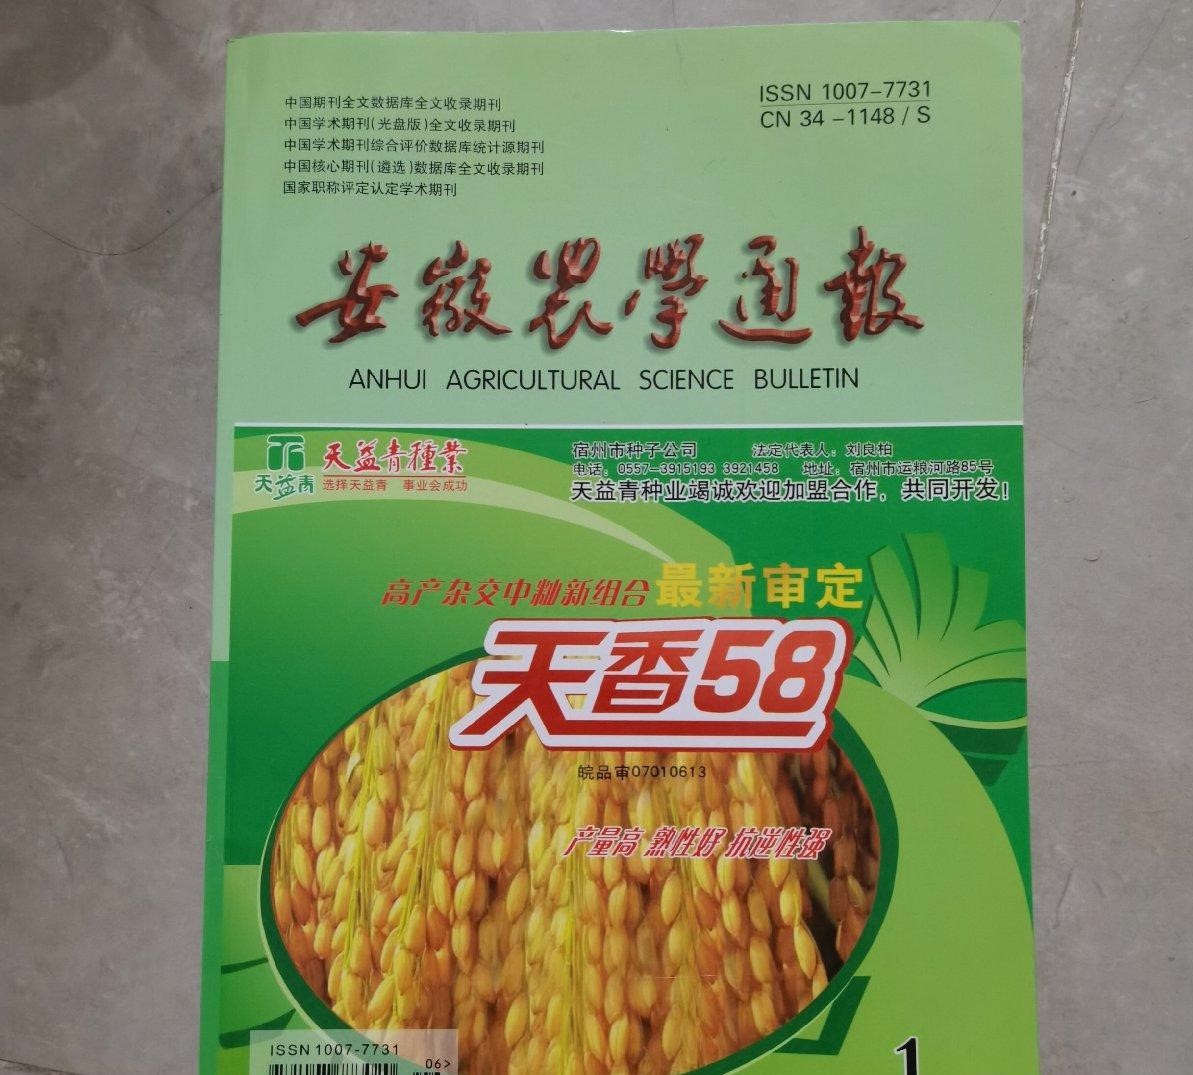 中国期刊全文数据库全文收录期刊
中国学术期刊(光盘版)全文收录期刊
中国学术期刊综合评价数据库统计源期刊
中国核心期刊(遴选)数据库全文收录期刊
国家职称评定认定学术期刊
ISSN 1007-7731
CN 34-1148/S
安徽农学通报
ANHUI AGRICULTURAL SCIENCE BULLETIN
天益青
天益青種業
选择天益青 事业会成功
宿州市种子公司 法定代表人：刘良柏
电话：0557-3915193 3921458 地址：宿州市运粮河路85号
天益青种业竭诚欢迎加盟合作，共同开发！
高产杂交中籼新组合 最新审定
天香58
皖品审07010613
产量高 熟性好 抗逆性强
ISSN 1007-7731
06>
1